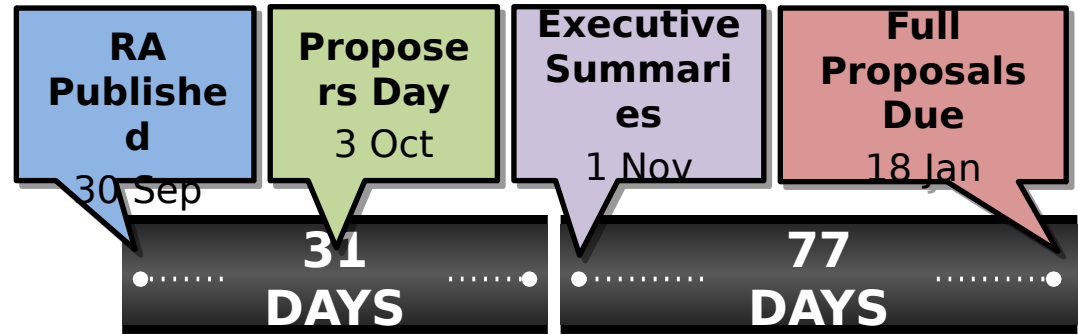 RA
Publishe
d
30 Sep
Propose
rs Day
3 Oct
Executive
Summari
es
1 Nov
Full
Proposals
Due
18 Jan
31
DAYS
77
DAYS